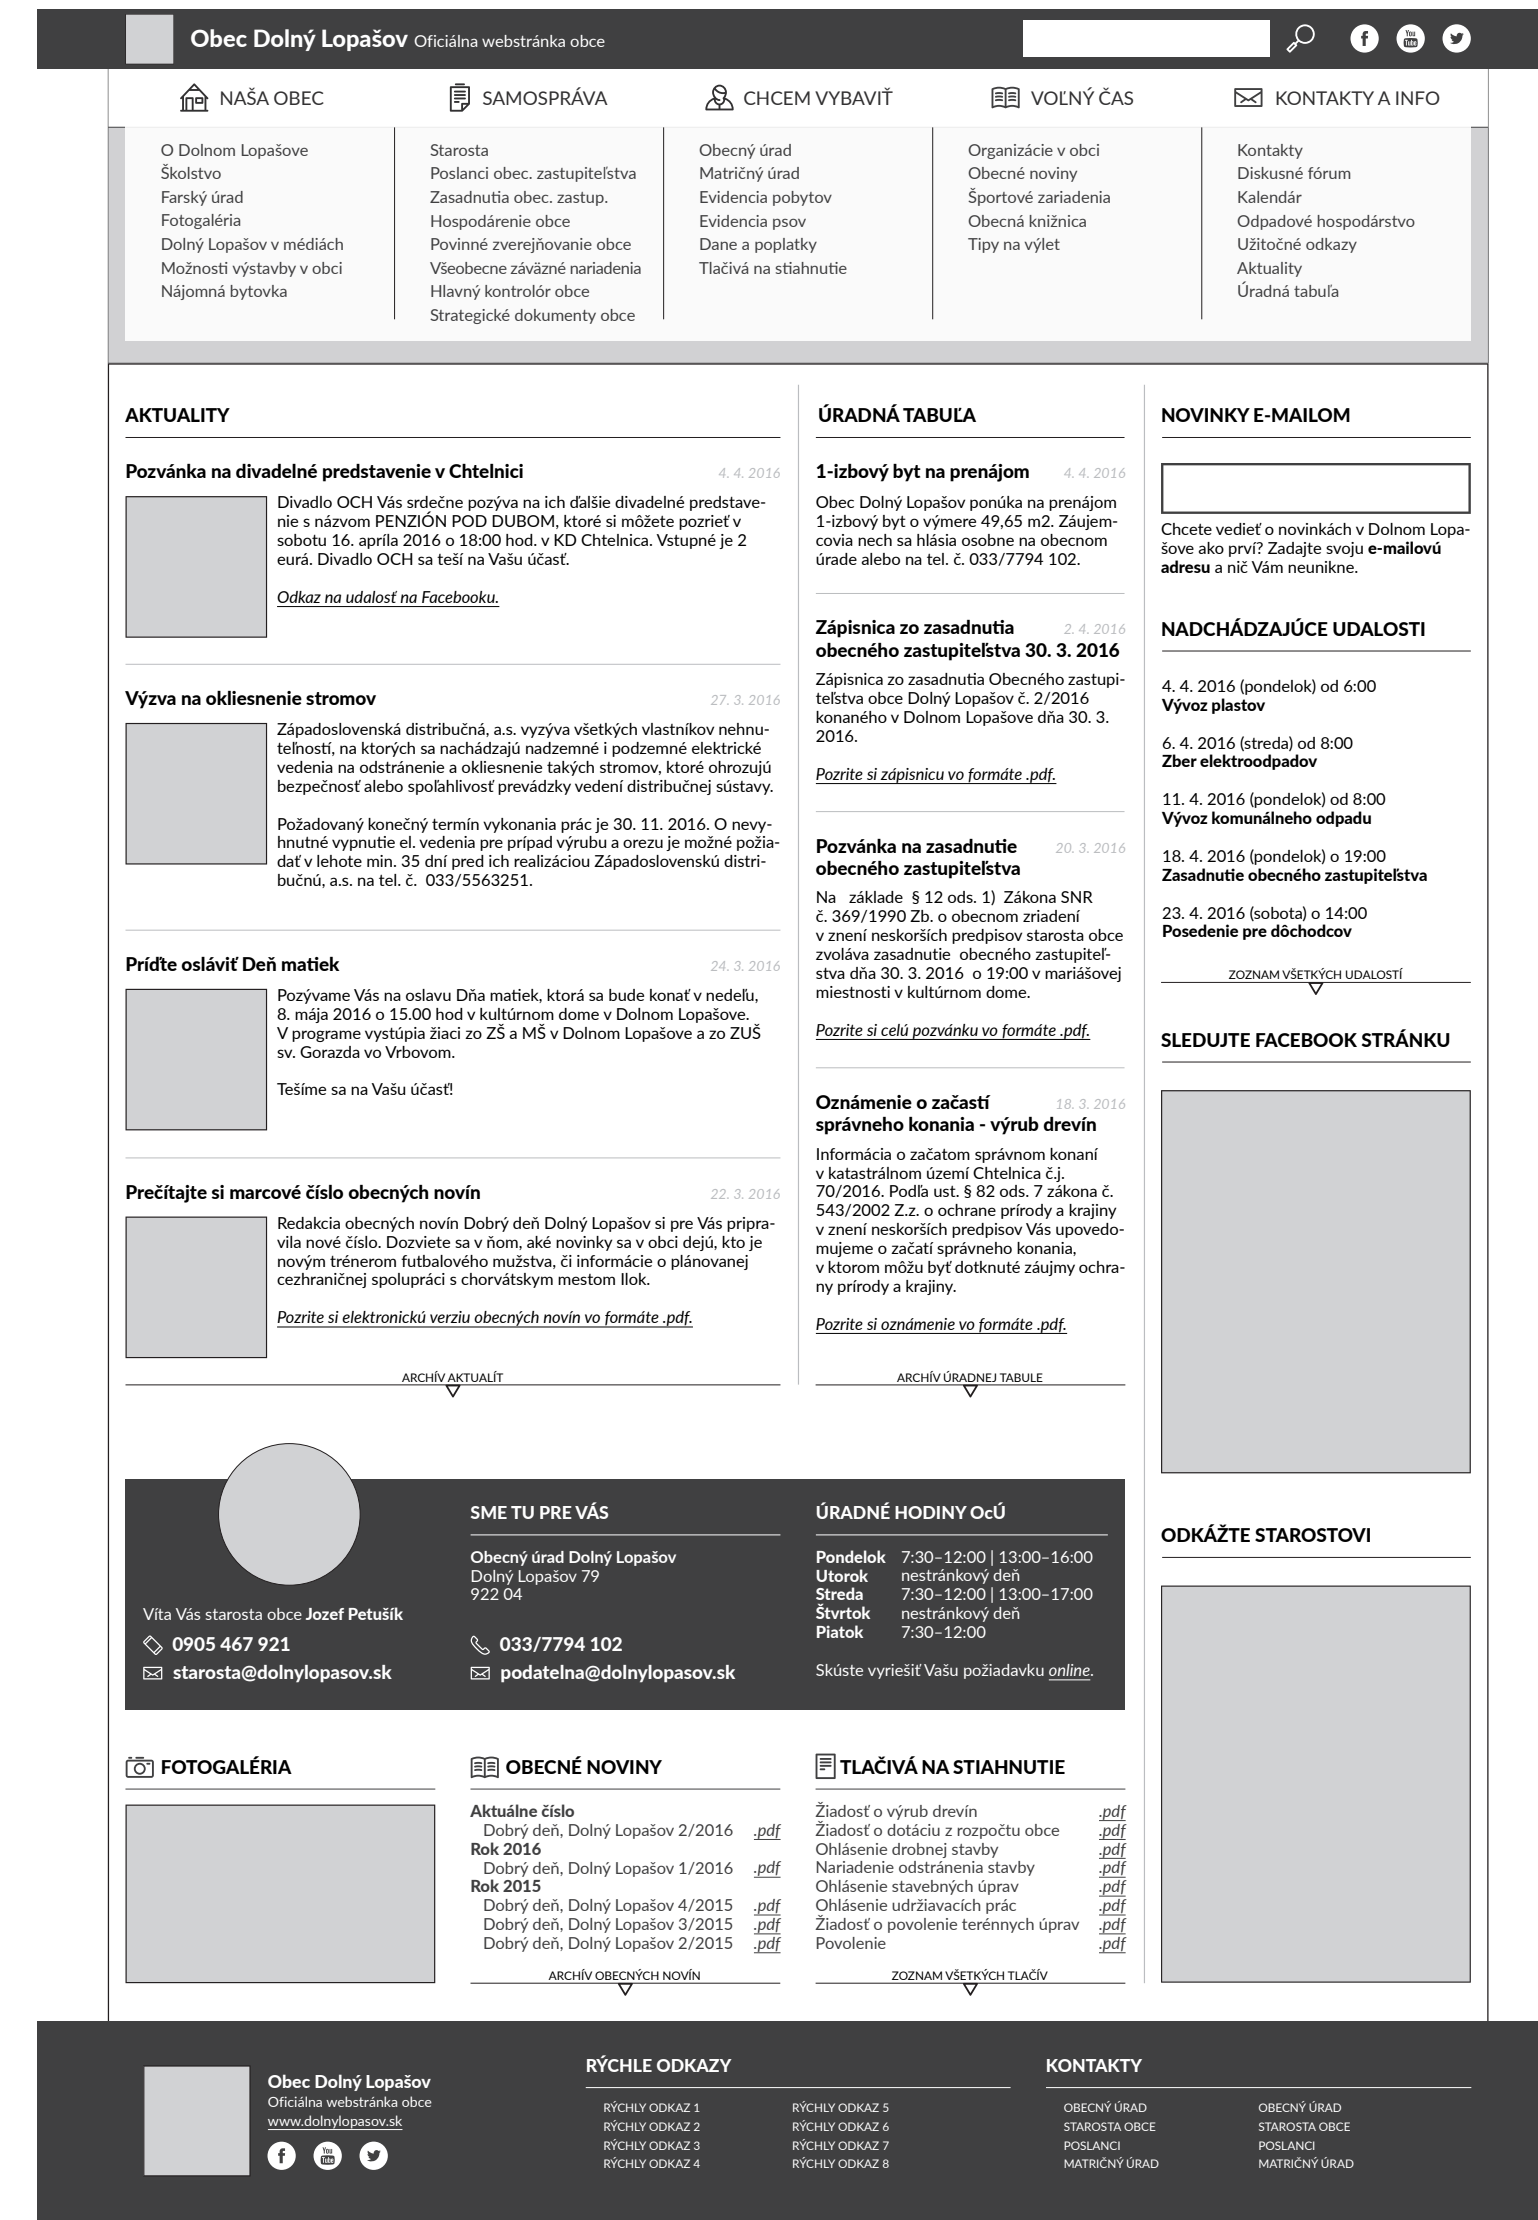 Obec Dolný Lopašov Oficiálna webstránka obce
NAŠA OBEC
SAMOSPRÁVA
CHCEM VYBAVIŤ
VOĽNÝ ČAS
KONTAKTY A INFO
O Dolnom Lopašove
Školstvo
Farský úrad
Fotogaléria
Dolný Lopašov v médiách
Možnosti výstavby v obci
Nájomná bytovka
Starosta
Poslanci obec. zastupiteľstva
Zasadnutia obec. zastup.
Hospodárenie obce
Povinné zverejňovanie obce
Všeobecne záväzné nariadenia
Hlavný kontrolór obce
Strategické dokumenty obce
Obecný úrad
Matričný úrad
Evidencia pobytov
Evidencia psov
Dane a poplatky
Tlačivá na stiahnutie
Organizácie v obci
Obecné noviny
Športové zariadenia
Obecná knižnica
Tipy na výlet
Kontakty
Diskusné fórum
Kalendár
Odpadové hospodárstvo
Užitočné odkazy
Aktuality
Úradná tabuľa
AKTUALITY
Pozvánka na divadelné predstavenie v Chtelnici 4. 4. 2016
Divadlo OCH Vás srdečne pozýva na ich ďalšie divadelné predstave-
nie s názvom PENZIÓN POD DUBOM, ktoré si môžete pozrieť v
sobotu 16. apríla 2016 o 18:00 hod. v KD Chtelnica. Vstupné je 2
eurá. Divadlo OCH sa teší na Vašu účasť.
Odkaz na udalosť na Facebooku.
Výzva na okliesnenie stromov 27. 3. 2016
Západoslovenská distribučná, a.s. vyzýva všetkých vlastníkov nehnu-
teľností, na ktorých sa nachádzajú nadzemné i podzemné elektrické
vedenia na odstránenie a okliesnenie takých stromov, ktoré ohrozujú
bezpečnosť alebo spoľahlivosť prevádzky vedení distribučnej sústavy.
Požadovaný konečný termín vykonania prác je 30. 11. 2016. O nevy-
hnutné vypnutie el. vedenia pre prípad výrubu a orezu je možné požia-
dať v lehote min. 35 dní pred ich realizáciou Západoslovenskú distri-
bučnú, a.s. na tel. č. 033/5563251.
Príďte osláviť Deň matiek 24. 3. 2016
Pozývame Vás na oslavu Dňa matiek, ktorá sa bude konať v nedeľu,
8. mája 2016 o 15.00 hod v kultúrnom dome v Dolnom Lopašove.
V programe vystúpia žiaci zo ZŠ a MŠ v Dolnom Lopašove a zo ZUŠ
sv. Gorazda vo Vrbovom.
Tešíme sa na Vašu účasť!
Prečítajte si marcové číslo obecných novín 22. 3. 2016
Redakcia obecných novín Dobrý deň Dolný Lopašov si pre Vás pripra-
vila nové číslo. Dozviete sa v ňom, aké novinky sa v obci dejú, kto je
novým trénerom futbalového mužstva, či informácie o plánovanej
cezhraničnej spolupráci s chorvátskym mestom Ilok.
Pozrite si elektronickú verziu obecných novín vo formáte .pdf.
ARCHÍV AKTUALÍT
ÚRADNÁ TABUĽA
1-izbový byt na prenájom 4. 4. 2016
Obec Dolný Lopašov ponúka na prenájom
1-izbový byt o výmere 49,65 m2. Záujem-
covia nech sa hlásia osobne na obecnom
úrade alebo na tel. č. 033/7794 102.
Zápisnica zo zasadnutia 2. 4. 2016
obecného zastupiteľstva 30. 3. 2016
Zápisnica zo zasadnutia Obecného zastupi-
teľstva obce Dolný Lopašov č. 2/2016
konaného v Dolnom Lopašove dňa 30. 3.
2016.
Pozrite si zápisnicu vo formáte .pdf.
Pozvánka na zasadnutie 20. 3. 2016
obecného zastupiteľstva
Na základe § 12 ods. 1) Zákona SNR
č. 369/1990 Zb. o obecnom zriadení
v znení neskorších predpisov starosta obce
zvoláva zasadnutie obecného zastupiteľ-
stva dňa 30. 3. 2016 o 19:00 v mariášovej
miestnosti v kultúrnom dome.
Pozrite si celú pozvánku vo formáte .pdf.
Oznámenie o začastí 18. 3. 2016
správneho konania - výrub drevín
Informácia o začatom správnom konaní
v katastrálnom území Chtelnica č.j.
70/2016. Podľa ust. § 82 ods. 7 zákona č.
543/2002 Z.z. o ochrane prírody a krajiny
v znení neskorších predpisov Vás upovedo-
mujeme o začatí správneho konania,
v ktorom môžu byť dotknuté záujmy ochra-
ny prírody a krajiny.
Pozrite si oznámenie vo formáte .pdf.
ARCHÍV ÚRADNEJ TABULE
NOVINKY E-MAILOM
Chcete vedieť o novinkách v Dolnom Lopa-
šove ako prví? Zadajte svoju e-mailovú
adresu a nič Vám neunikne.
NADCHÁDZAJÚCE UDALOSTI
4. 4. 2016 (pondelok) od 6:00
Vývoz plastov
6. 4. 2016 (streda) od 8:00
Zber elektroodpadov
11. 4. 2016 (pondelok) od 8:00
Vývoz komunálneho odpadu
18. 4. 2016 (pondelok) o 19:00
Zasadnutie obecného zastupiteľstva
23. 4. 2016 (sobota) o 14:00
Posedenie pre dôchodcov
ZOZNAM VŠETKÝCH UDALOSTÍ
SLEDUJTE FACEBOOK STRÁNKU
ODKÁŽTE STAROSTOVI
Víta Vás starosta obce Jozef Petušík
0905 467 921
starosta@dolnylopasov.sk
SME TU PRE VÁS
Obecný úrad Dolný Lopašov
Dolný Lopašov 79
922 04
033/7794 102
podatelna@dolnylopasov.sk
ÚRADNÉ HODINY OcÚ
Pondelok 7:30–12:00 | 13:00–16:00
Utorok nestránkový deň
Streda 7:30–12:00 | 13:00–17:00
Štvrtok nestránkový deň
Piatok 7:30–12:00
Skúste vyriešiť Vašu požiadavku online.
FOTOGALÉRIA
OBECNÉ NOVINY
Aktuálne číslo
Dobrý deň, Dolný Lopašov 2/2016 .pdf
Rok 2016
Dobrý deň, Dolný Lopašov 1/2016 .pdf
Rok 2015
Dobrý deň, Dolný Lopašov 4/2015 .pdf
Dobrý deň, Dolný Lopašov 3/2015 .pdf
Dobrý deň, Dolný Lopašov 2/2015 .pdf
ARCHÍV OBECNÝCH NOVÍN
TLAČIVÁ NA STIAHNUTIE
Žiadosť o výrub drevín .pdf
Žiadosť o dotáciu z rozpočtu obce .pdf
Ohlásenie drobnej stavby .pdf
Nariadenie odstránenia stavby .pdf
Ohlásenie stavebných úprav .pdf
Ohlásenie udržiavacích prác .pdf
Žiadosť o povolenie terénnych úprav .pdf
Povolenie .pdf
ZOZNAM VŠETKÝCH TLAČÍV
Obec Dolný Lopašov
Oficiálna webstránka obce
www.dolnylopasov.sk
RÝCHLE ODKAZY
RÝCHLY ODKAZ 1
RÝCHLY ODKAZ 2
RÝCHLY ODKAZ 3
RÝCHLY ODKAZ 4
RÝCHLY ODKAZ 5
RÝCHLY ODKAZ 6
RÝCHLY ODKAZ 7
RÝCHLY ODKAZ 8
KONTAKTY
OBECNÝ ÚRAD
STAROSTA OBCE
POSLANCI
MATRIČNÝ ÚRAD
OBECNÝ ÚRAD
STAROSTA OBCE
POSLANCI
MATRIČNÝ ÚRAD